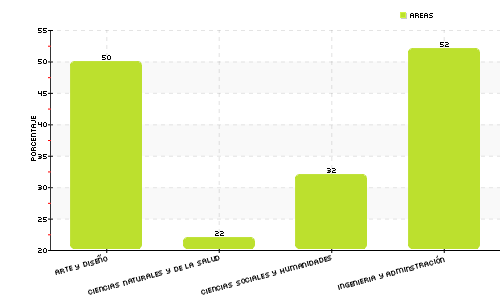 AREAS
55
50
45
40
35
30
25
20
PORCENTAJE
50
22
32
52
ARTE Y DISEÑO
CIENCIAS NATURALES Y DE LA SALUD
CIENCIAS SOCIALES Y HUMANIDADES
INGENIERIA Y ADMINSTRACIÓN